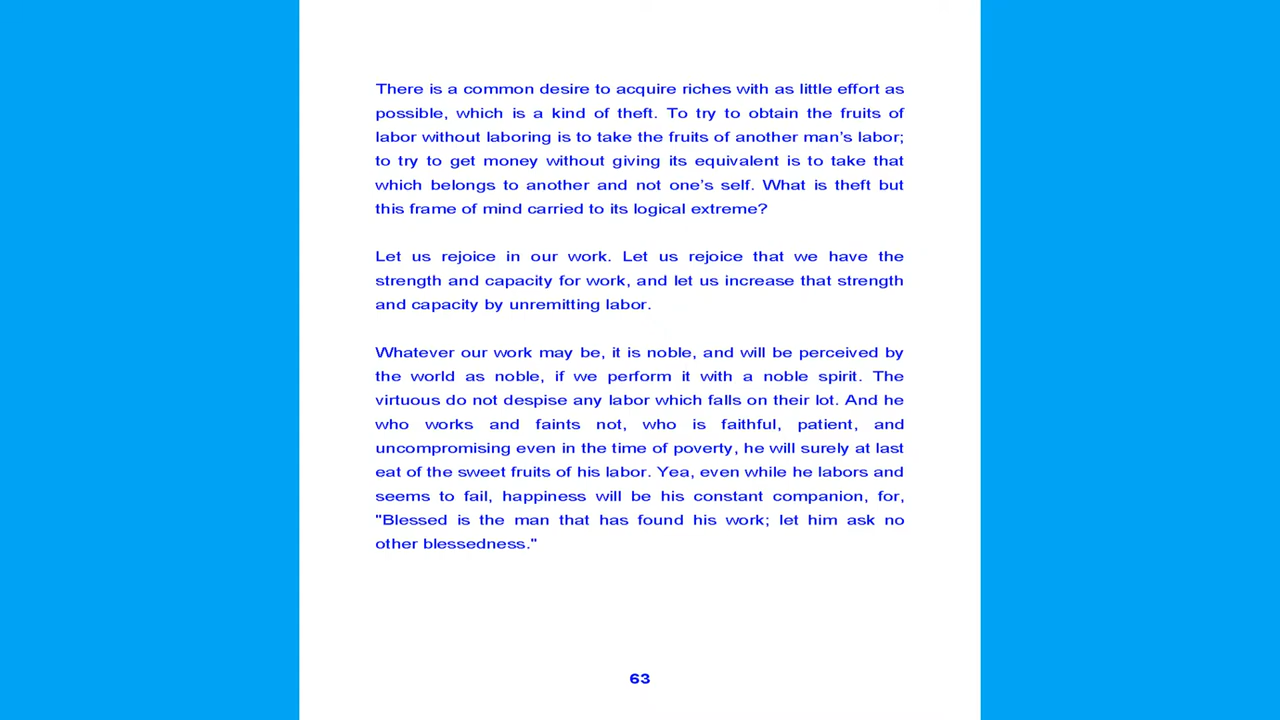 There is a common desire to acquire riches with as little effort as
possible, which is a kind of theft. To try to obtain the fruits of
labor without laboring is to take the fruits of another man’s labor;
to try to get money without giving its equivalent is to take that
which belongs to another and not one’s self. What is theft but
this frame of mind carried to its logical extreme?
Let us rejoice in our work. Let us rejoice that we have the
strength and capacity for work, and let us increase that strength
and capacity by unremitting labor.
Whatever our work may be, it is noble, and will be perceived by
the world as noble, if we perform it with a noble spirit. The
virtuous do not despise any labor which falls on their lot. And he
who works and faints not, who is faithful, patient, and
uncompromising even in the time of poverty, he will surely at last
eat of the sweet fruits of his labor. Yea, even while he labors and
seems to fail, happiness will be his constant companion, for,
"Blessed is the man that has found his work; let him ask no
other blessedness."
63